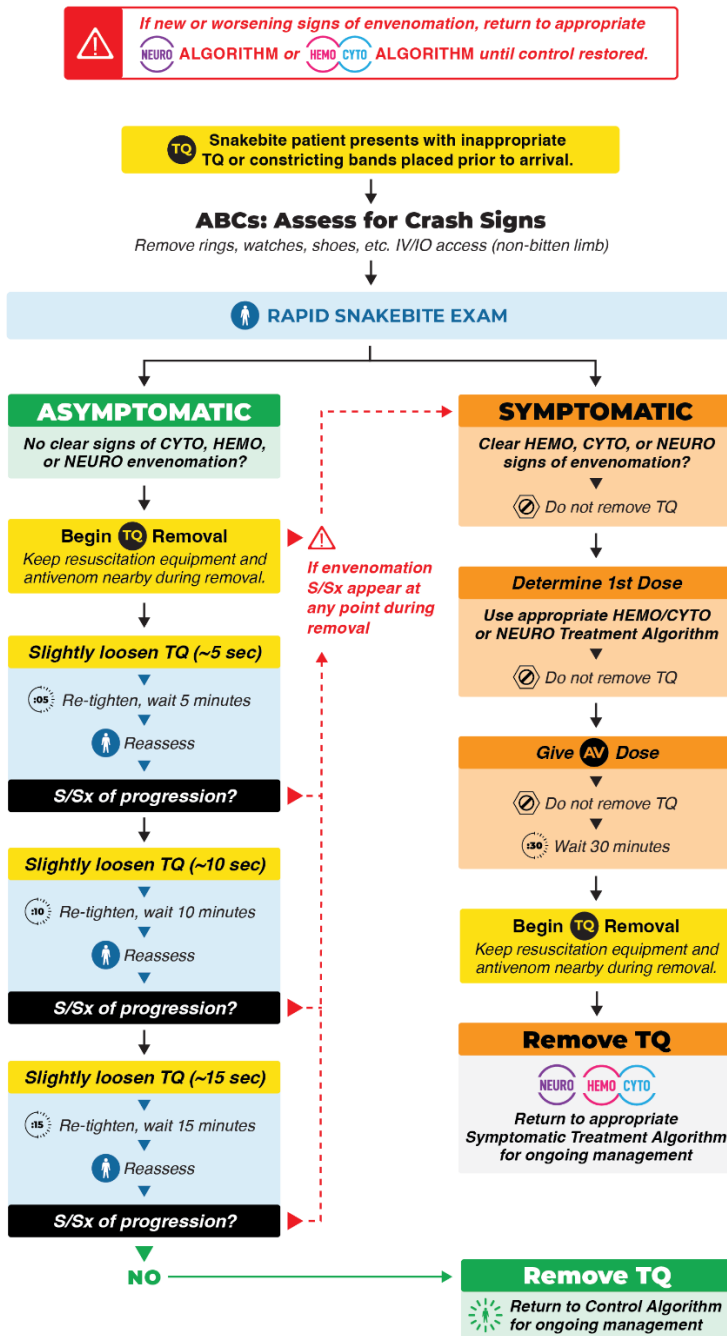 If new or worsening signs of envenomation, return to appropriate
NEURO ALGORITHM or HEMO CYTO ALGORITHM until control restored.
TQ Snakebite patient presents with inappropriate
TQ or constricting bands placed prior to arrival.
ABCs: Assess for Crash Signs
Remove rings, watches, shoes, etc. IV/IO access (non-bitten limb)
RAPID SNAKEBITE EXAM
ASYMPTOMATIC
No clear signs of CYTO, HEMO,
or NEURO envenomation?
Begin TQ Removal
Keep resuscitation equipment and
antivenom nearby during removal.
If envenomation
S/Sx appear at
any point during
removal
Slightly loosen TQ (~5 sec)
:05 Re-tighten, wait 5 minutes
Reassess
S/Sx of progression?
Slightly loosen TQ (~10 sec)
:10 Re-tighten, wait 10 minutes
Reassess
S/Sx of progression?
Slightly loosen TQ (~15 sec)
:15 Re-tighten, wait 15 minutes
Reassess
S/Sx of progression?
NO
Remove TQ
Return to Control Algorithm
for ongoing management
SYMPTOMATIC
Clear HEMO, CYTO, or NEURO
signs of envenomation?
Do not remove TQ
Determine 1st Dose
Use appropriate HEMO/CYTO
or NEURO Treatment Algorithm
Do not remove TQ
Give AV Dose
Do not remove TQ
:30 Wait 30 minutes
Begin TQ Removal
Keep resuscitation equipment and
antivenom nearby during removal.
Remove TQ
NEURO HEMO CYTO
Return to appropriate
Symptomatic Treatment Algorithm
for ongoing management